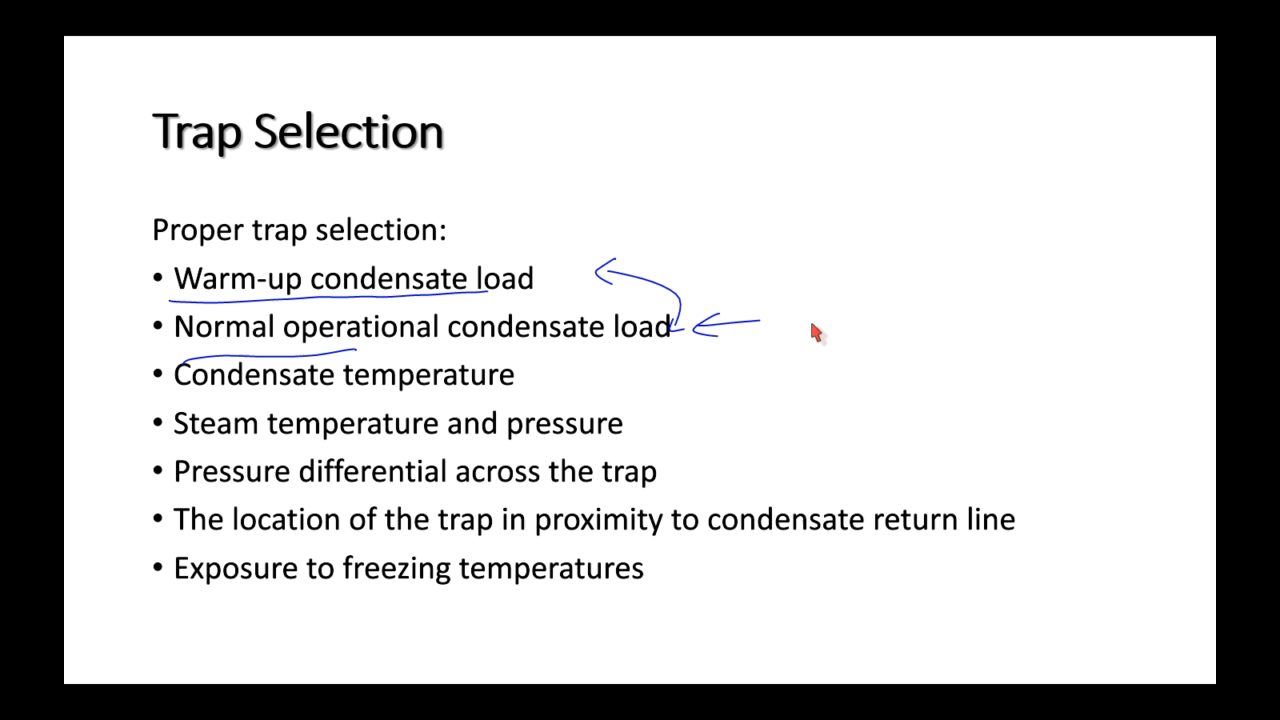 Trap Selection
Proper trap selection:
• Warm-up condensate load
• Normal operational condensate load
• Condensate temperature
• Steam temperature and pressure
• Pressure differential across the trap
• The location of the trap in proximity to condensate return line
• Exposure to freezing temperatures